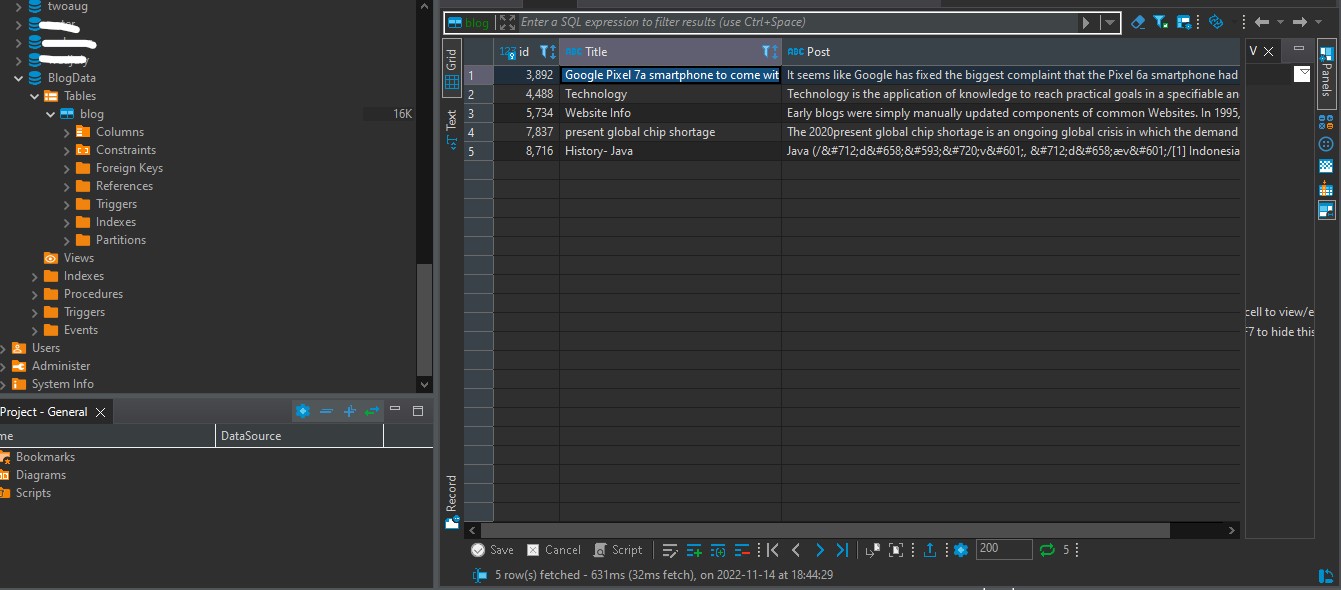 twoaug
BlogData
Tables
blog
16K
Columns
Constraints
Foreign Keys
References
Triggers
Indexes
Partitions
Views
Indexes
Procedures
Triggers
Events
Users
Administer
System Info
Project - General
DataSource
Bookmarks
Diagrams
Scripts
blog Enter a SQL expression to filter results (use Ctrl+Space)
Grid
Text
Record
123 id ABC Title ABC Post
1 3,892 Google Pixel 7a smartphone to come wit It seems like Google has fixed the biggest complaint that the Pixel 6a smartphone had
2 4,488 Technology Technology is the application of knowledge to reach practical goals in a specifiable an
3 5,734 Website Info Early blogs were simply manually updated components of common Websites. In 1995,
4 7,837 present global chip shortage The 2020present global chip shortage is an ongoing global crisis in which the demand
5 8,716 History- Java Java (/&#712;d&#658;&#593;&#720;v&#601;, &#712;d&#658;æv&#601;/[1] Indonesia
V
Panels
cell to view/e
F7 to hide this
Save Cancel Script 200 5
5 row(s) fetched - 631ms (32ms fetch), on 2022-11-14 at 18:44:29